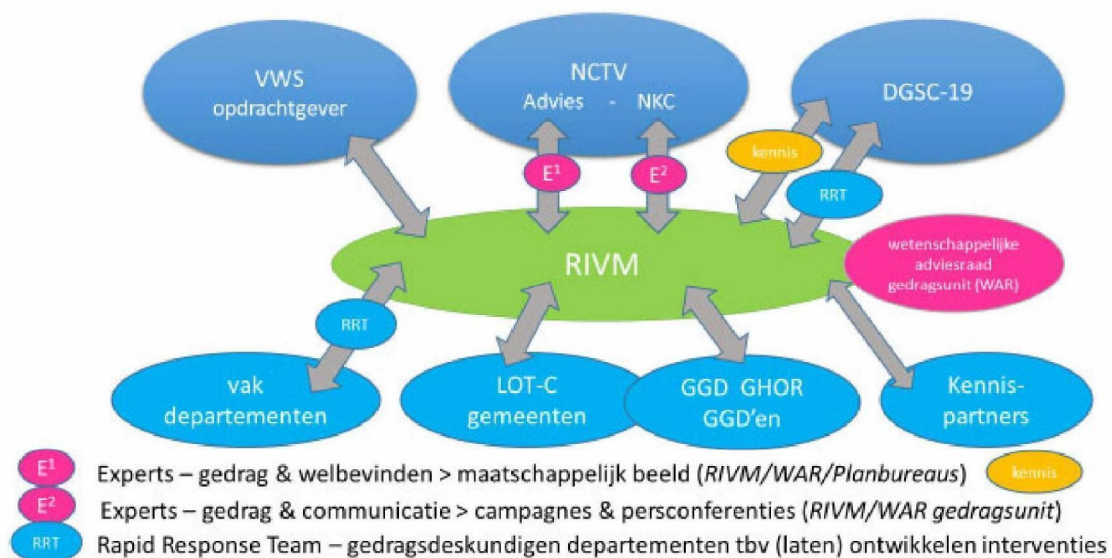 VWS
opdrachtgever
NCTV
Advies - NKC
DGSC-19
kennis
E¹
E²
RRT
RIVM
wetenschappelijke
adviesraad
gedragsunit (WAR)
RRT
vak
departementen
LOT-C
gemeenten
GGD GHOR
GGD'en
Kennis-
partners
E¹ Experts – gedrag & welbevinden > maatschappelijk beeld (RIVM/WAR/Planbureaus) kennis
E² Experts – gedrag & communicatie > campagnes & persconferenties (RIVM/WAR gedragsunit)
RRT Rapid Response Team – gedragsdeskundigen departementen tbv (laten) ontwikkelen interventies